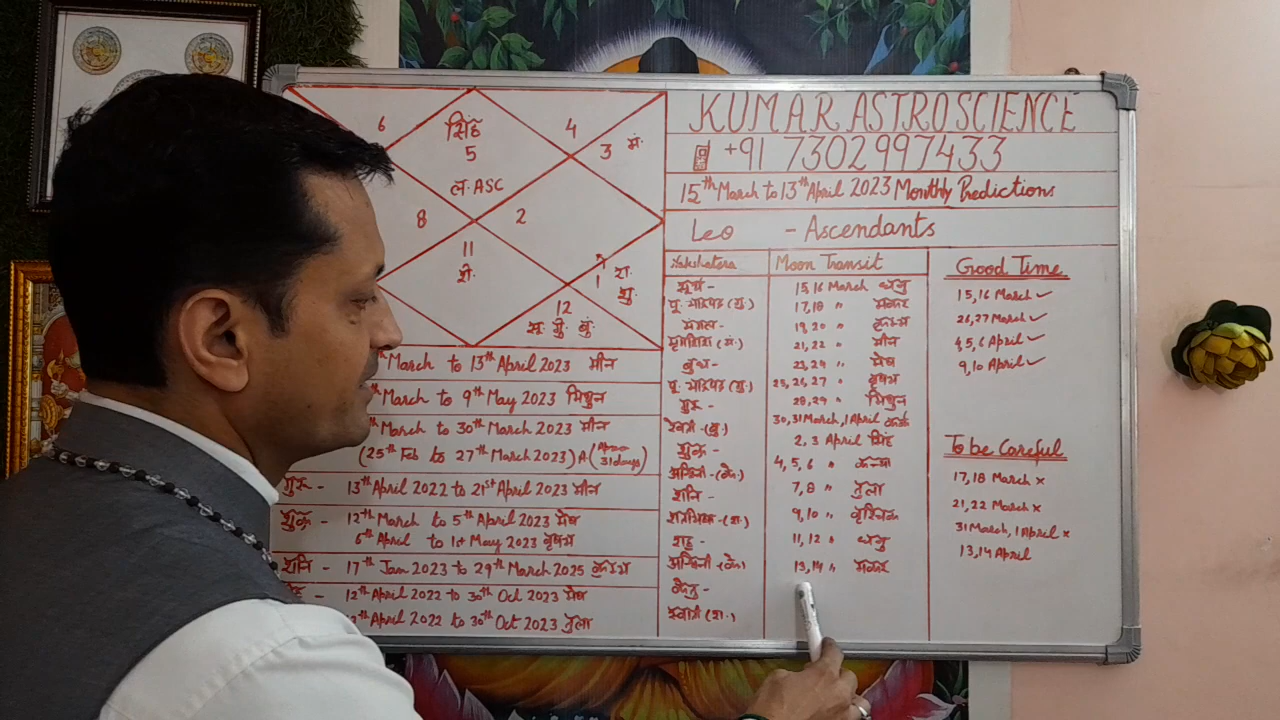 KUMAR ASTRO SCIENCE
+91 7302997433
15th March to 13th April 2023 Monthly Predictions
Leo - Ascendants
6
सिंह
5
ल. ASC
4
3 मं.
8
2
11
श.
1 रा.
शु.
12
सू. गु. बु.
March to 13th April 2023 मीन
March to 9th May 2023 मिथुन
March to 30th March 2023 मीन
(25th Feb to 27th March 2023) A (
31 days)
गुरू - 13th April 2022 to 21st April 2023 मीन
शुक्र - 12th March to 5th April 2023 मेष
6th April to 1st May 2023 वृषभ
शनि - 17th Jan 2023 to 29th March 2025 कुम्भ
12th April 2022 to 30th Oct 2023 मेष
April 2022 to 30th Oct 2023 तुला
Nakshatera
सूर्य -
पू. भाद्रपद (गु.)
मंगल -
मृगशिरा (मं.)
बुध -
पू. भाद्रपद (गु.)
गुरू -
रेवती - (बु.)
शुक्र -
अश्विनी - (के.)
शनि -
शतभिषक - (रा.)
राहु -
अश्विनी (के.)
केतु -
स्वाती (रा.)
Moon Transit
15, 16 March धनु
17, 18 " मकर
19, 20 " कुम्भ
21, 22 " मीन
23, 24 " मेष
25, 26, 27 " वृषभ
28, 29 " मिथुन
30, 31 March, 1 April कर्क
2, 3 April सिंह
4, 5, 6 " कन्या
7, 8 " तुला
9, 10 " वृश्चिक
11, 12 " धनु
13, 14 " मकर
Good Time
15, 16 March ✓
26, 27 March ✓
4, 5, 6 April ✓
9, 10 April ✓
To be Careful
17, 18 March ×
21, 22 March ×
31 March, 1 April ×
13, 14 April